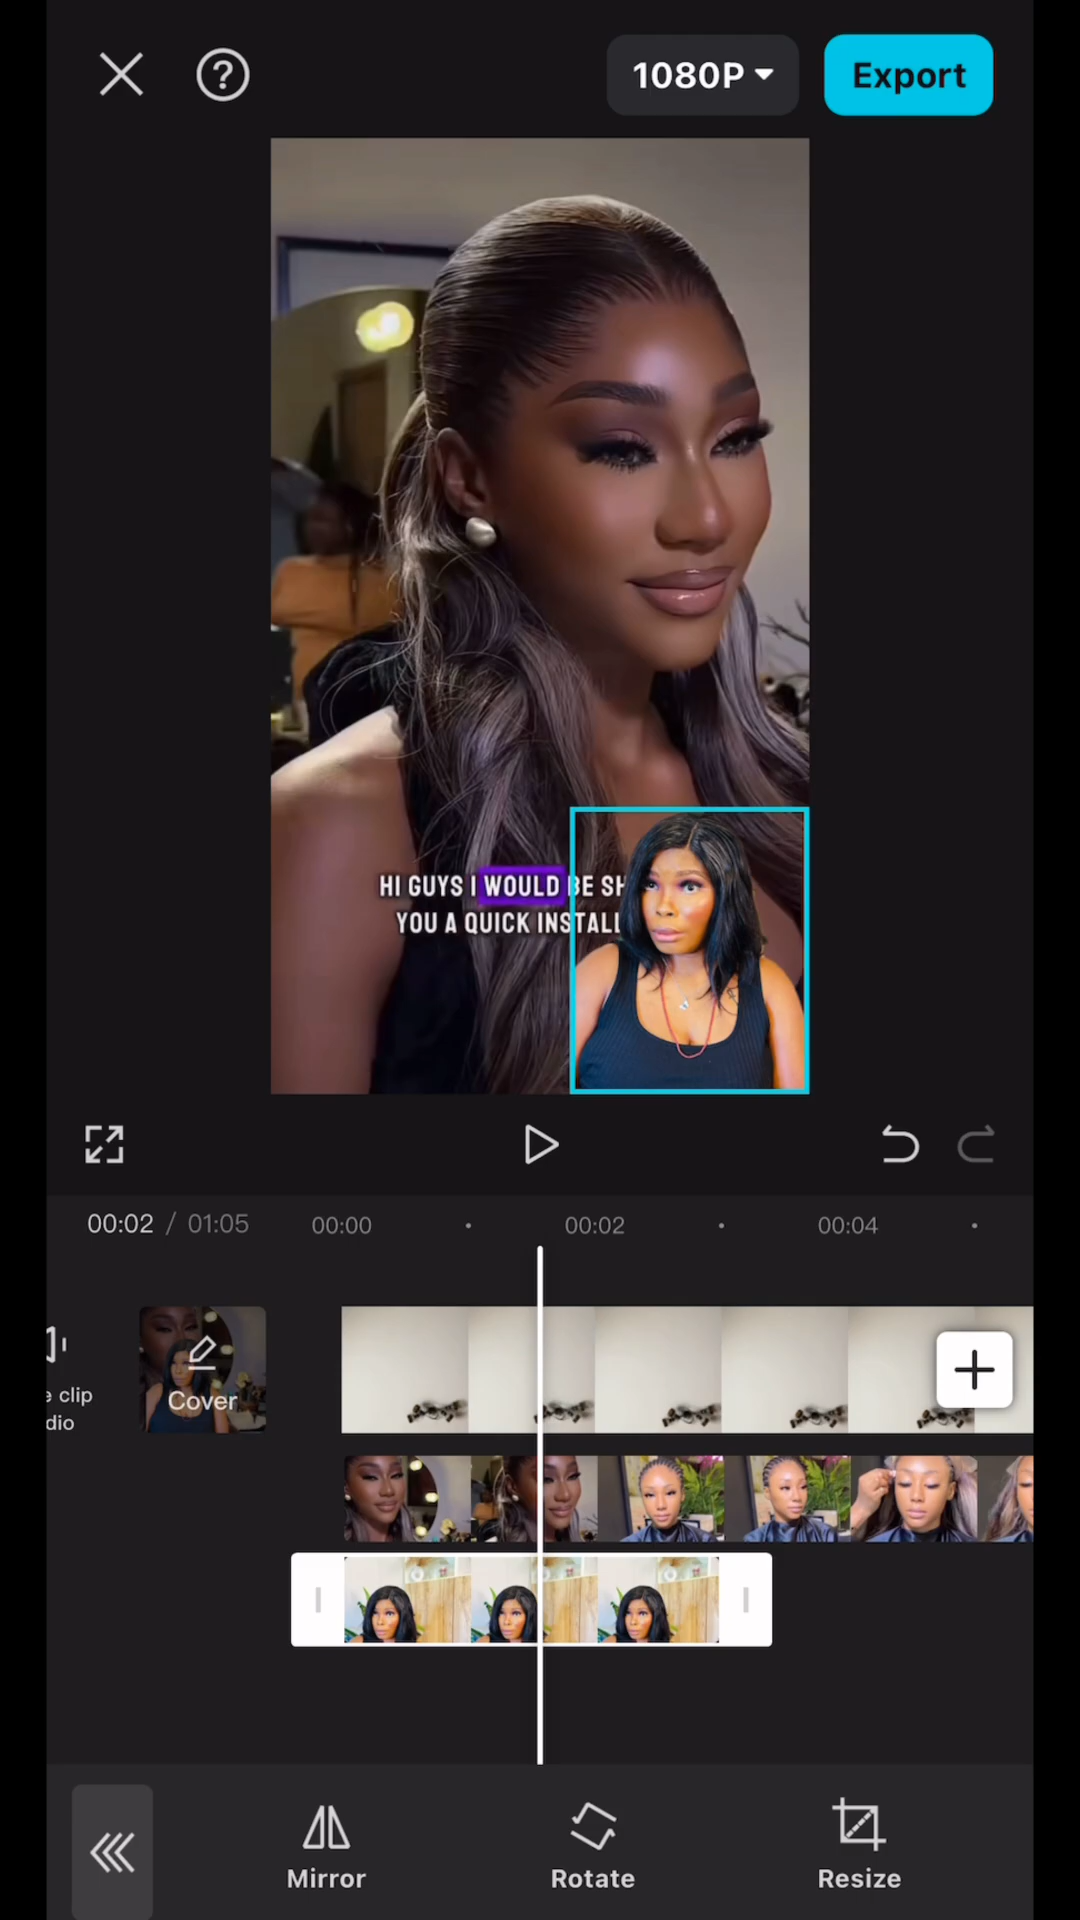 1080P
Export
HI GUYS I WOULD BE SH
YOU A QUICK INSTALL
00:02 / 01:05
00:00
00:02
00:04
Cover
e clip
dio
Mirror
Rotate
Resize